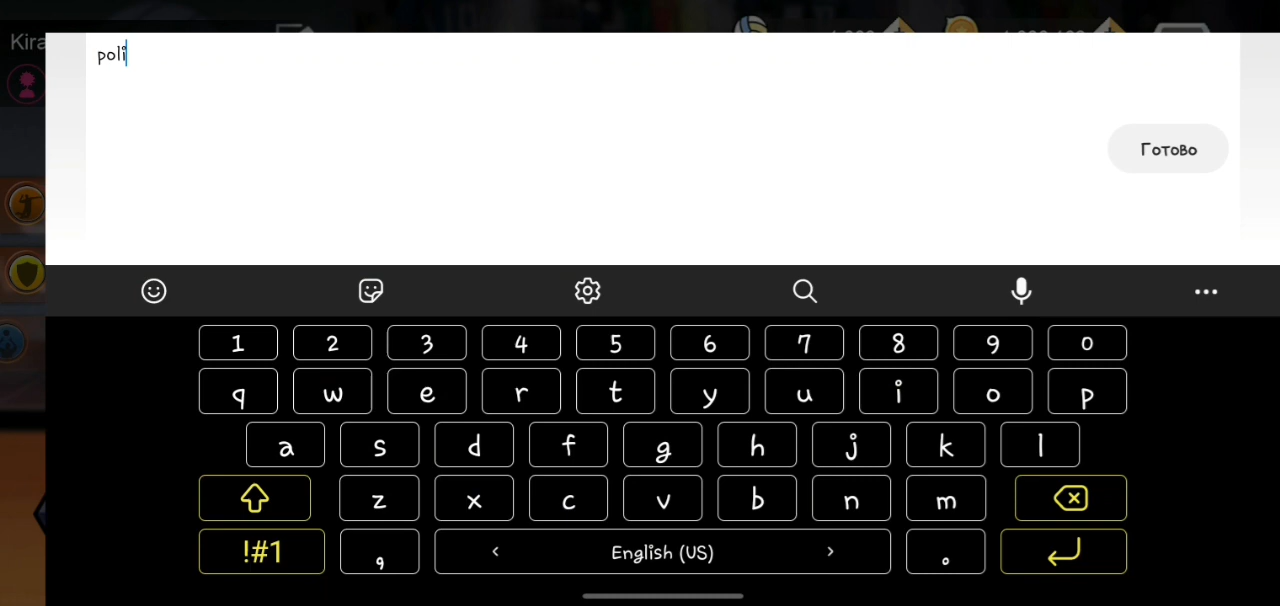 Kira
poli
Готово
1 2 3 4 5 6 7 8 9 0
q w e r t y u i o p
a s d f g h j k l
z x c v b n m
!#1 , < English (US) > .